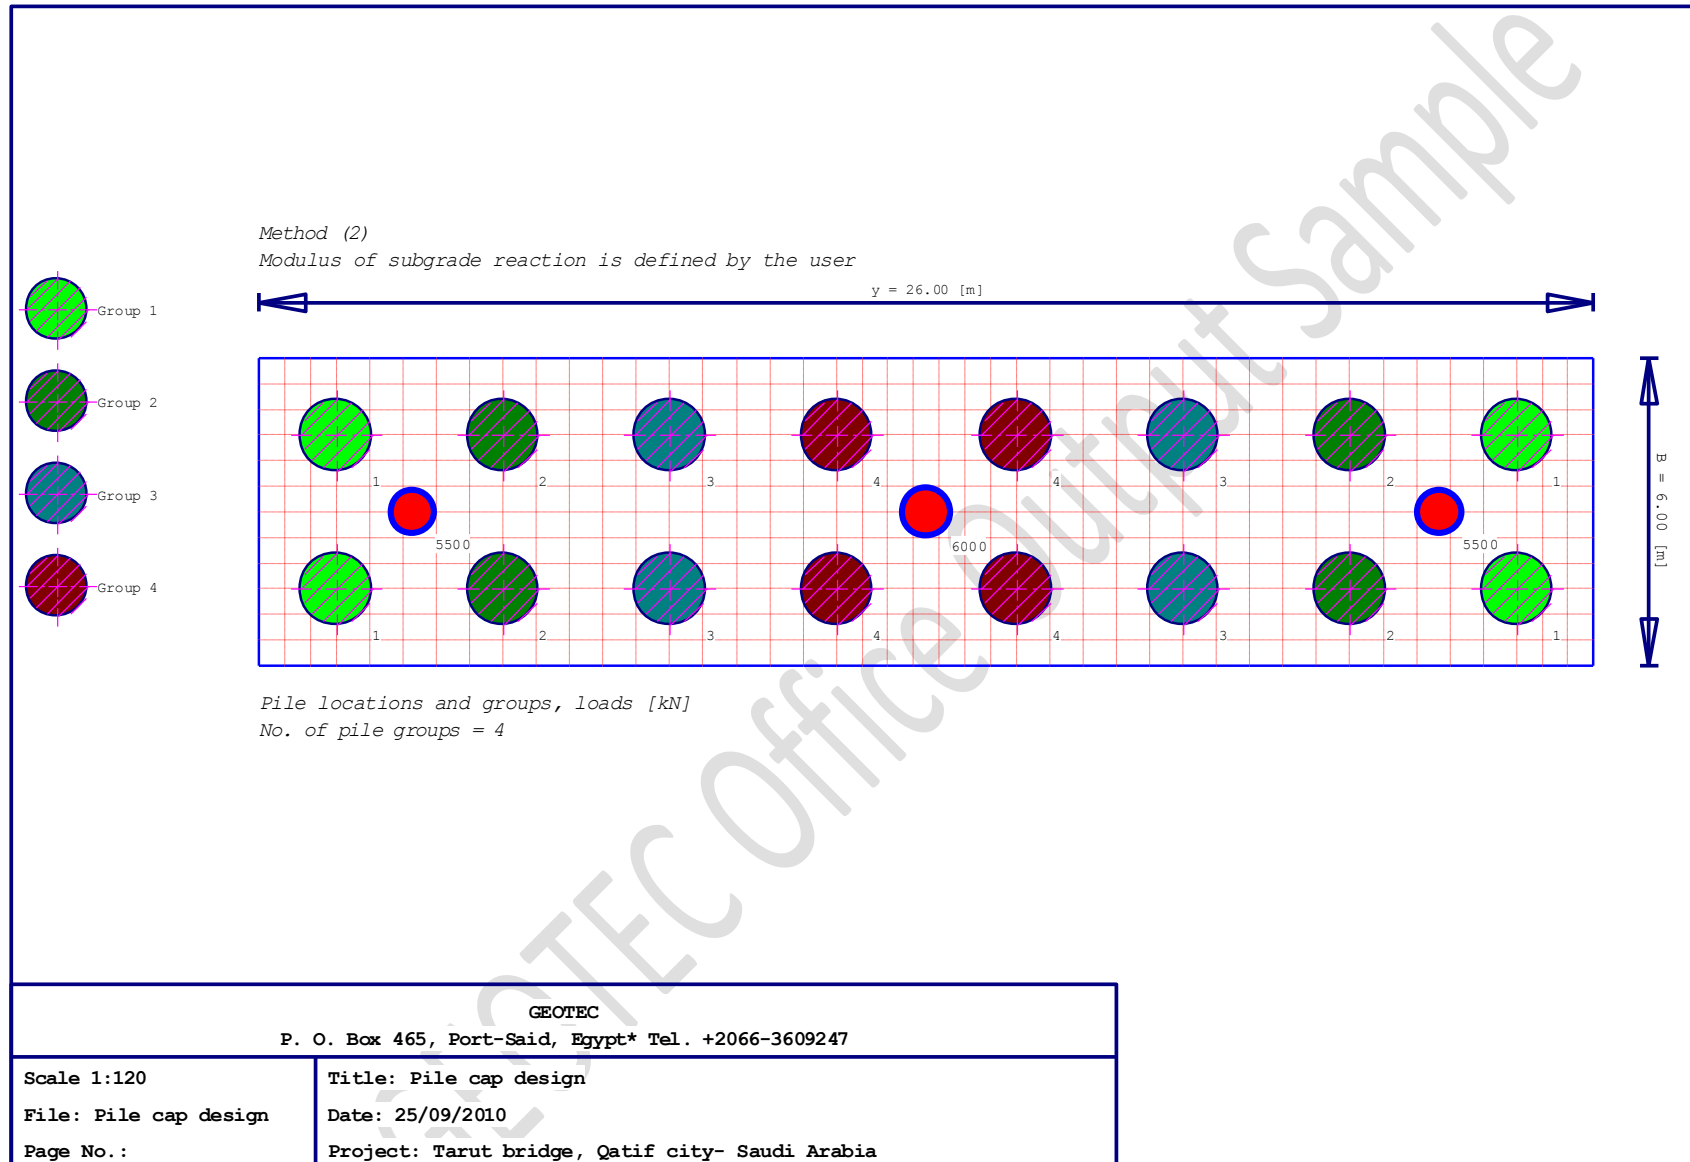 Method (2)
Modulus of subgrade reaction is defined by the user
y = 26.00 [m]
Group 1
Group 2
Group 3
Group 4
1 2 3 4 4 3 2 1
5500 6000 5500
1 2 3 4 4 3 2 1
B = 6.00 [m]
Pile locations and groups, loads [kN]
No. of pile groups = 4
GEOTEC Office Output Sample
GEOTEC
P. O. Box 465, Port-Said, Egypt* Tel. +2066-3609247
Scale 1:120
Title: Pile cap design
File: Pile cap design
Date: 25/09/2010
Page No.:
Project: Tarut bridge, Qatif city- Saudi Arabia